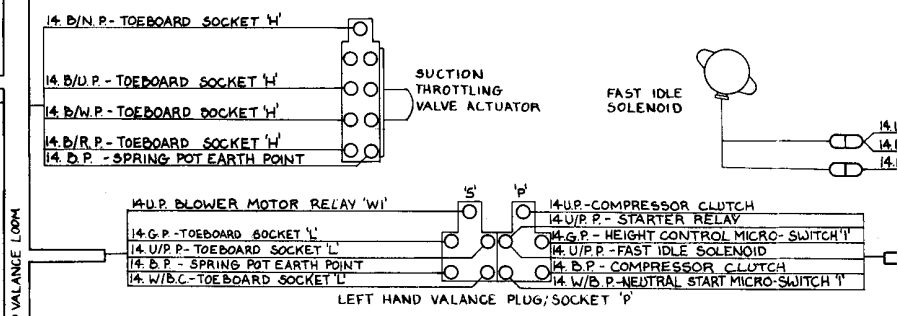 14. B/N. P. - TOEBOARD SOCKET 'H'
14. B/U. P. - TOEBOARD SOCKET 'H'
14. B/W. P. - TOEBOARD SOCKET 'H'
14. B/R. P. - TOEBOARD SOCKET 'H'
14. B. P. - SPRING POT EARTH POINT
SUCTION
THROTTLING
VALVE ACTUATOR
FAST IDLE
SOLENOID
VALANCE LOOM
'S'
'P'
14 U.P. BLOWER MOTOR RELAY 'W1'
14. G. P. - TOEBOARD SOCKET 'L'
14. U/P. P. - TOEBOARD SOCKET 'L'
14. B. P. - SPRING POT EARTH POINT
14. W/B. C. - TOEBOARD SOCKET 'L'
14 U.P. - COMPRESSOR CLUTCH
14 U/P. P. - STARTER RELAY
14. G. P. - HEIGHT CONTROL MICRO-SWITCH 'I'
14. U/P. P. - FAST IDLE SOLENOID
14. B. P. - COMPRESSOR CLUTCH
14. W/B. P. - NEUTRAL START MICRO-SWITCH 'I'
LEFT HAND VALANCE PLUG/SOCKET 'P'